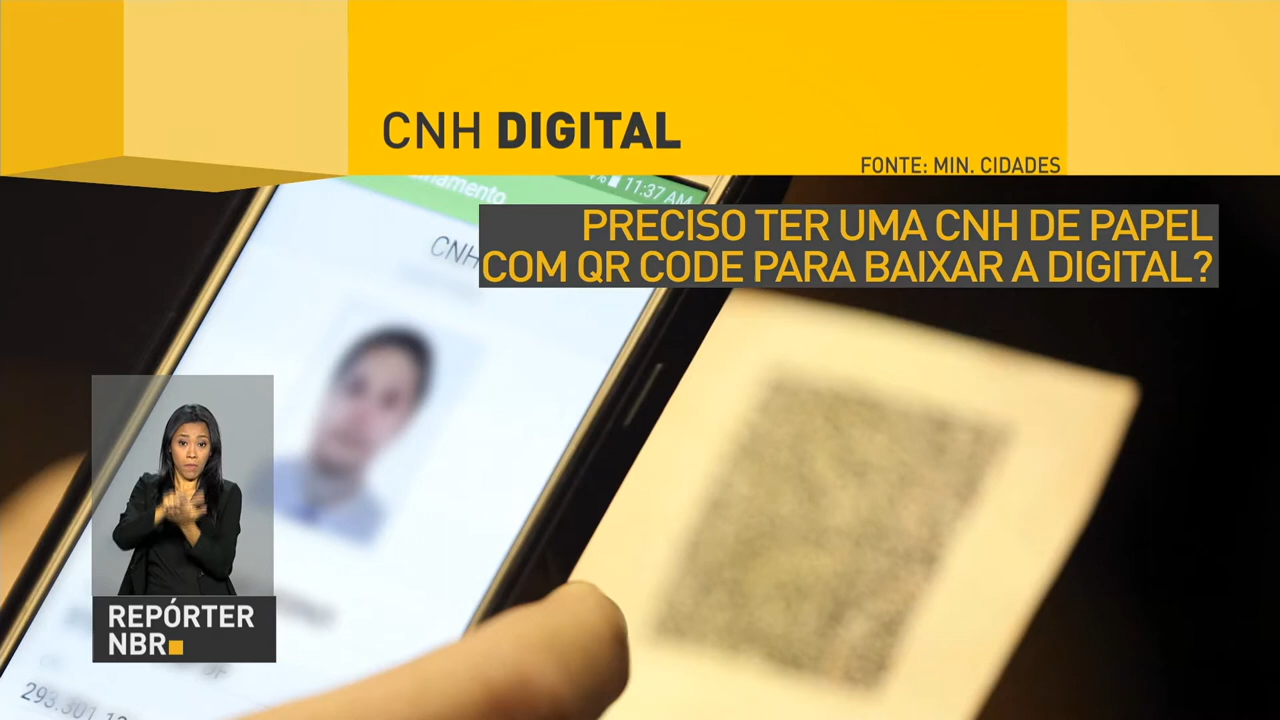 CNH DIGITAL
FONTE: MIN. CIDADES
11:37 AM
PRECISO TER UMA CNH DE PAPEL
COM QR CODE PARA BAIXAR A DIGITAL?
CNH
REPÓRTER
NBR